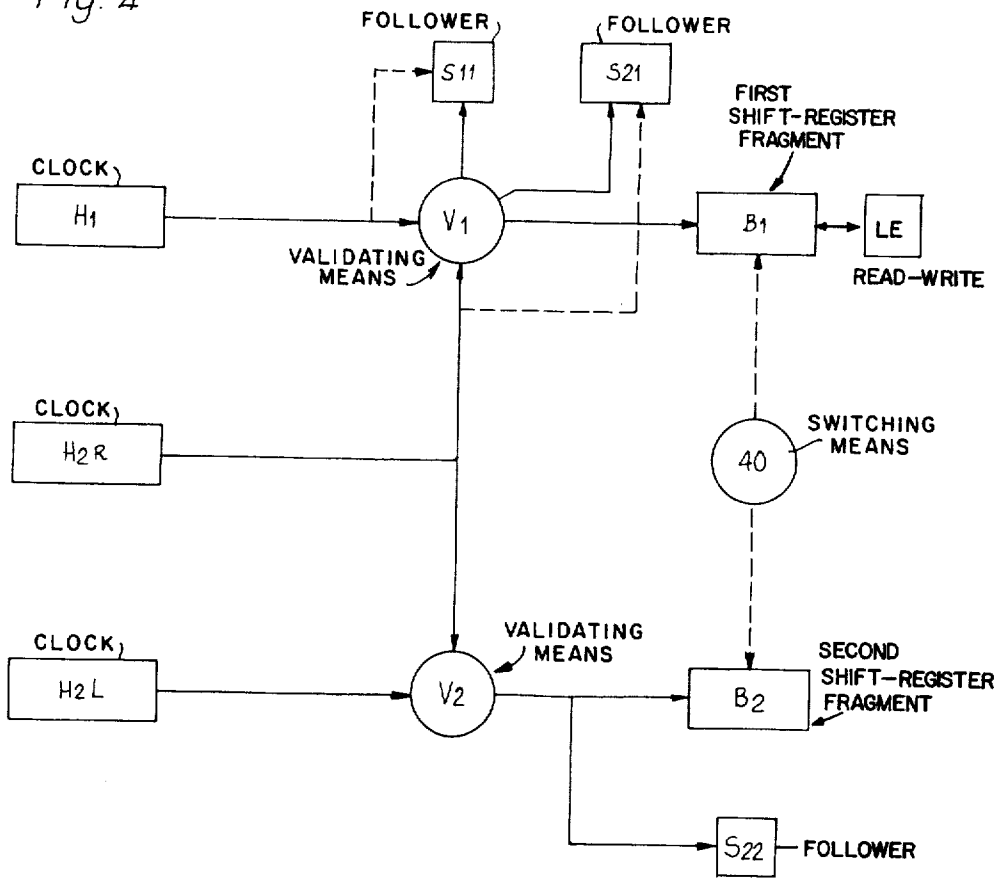 Fig. 4
FOLLOWER
FOLLOWER
S11
S21
FIRST
SHIFT-REGISTER
FRAGMENT
CLOCK
H1
V1
B1
LE
VALIDATING
MEANS
READ-WRITE
CLOCK
H2R
SWITCHING
MEANS
40
CLOCK
H2L
VALIDATING
MEANS
V2
SECOND
SHIFT-REGISTER
FRAGMENT
B2
S22
FOLLOWER